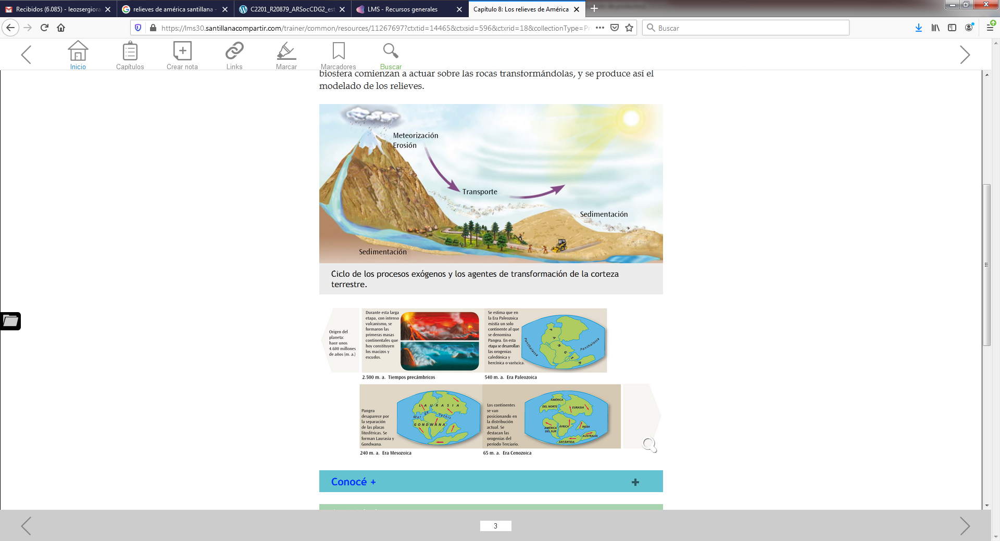 Recibidos (6.085) - leozsergiora
relieves de américa santillana -
C2201_R20879_ARSocCDG2_est
LMS - Recursos generales
Capítulo 8: Los relieves de América
https://lms30.santillanacompartir.com/trainer/common/resources/11267697?ctxtid=14465&ctxsid=596&ctxrid=18&collectionType=Pr
Buscar
Inicio
Capítulos
Crear nota
Links
Marcar
Marcadores
Buscar
biosfera comienzan a actuar sobre las rocas transformándolas, y se produce así el
modelado de los relieves.
Meteorización
Erosión
Transporte
Sedimentación
Sedimentación
Ciclo de los procesos exógenos y los agentes de transformación de la corteza
terrestre.
Origen del
planeta:
hace unos
4.600 millones
de años (m. a.)
Durante esta larga
etapa, con intenso
vulcanismo, se
formaron las
primeras masas
continentales que
hoy constituyen
los macizos y
escudos.
2.500 m. a. Tiempos precámbricos
Se estima que en
la Era Paleozoica
existía un solo
continente al que
se denomina
Pangea. En esta
etapa se desarrollan
las orogenias
caledónica y
hercínica o varíscica.
PANGEA
Panthalassa
Panthalassa
540 m. a. Era Paleozoica
Pangea
desaparece por
la separación
de las placas
litosféricas. Se
forman Laurasia y
Gondwana.
LAURASIA
Mar de Tethis
GONDWANA
240 m. a. Era Mesozoica
Los continentes
se van
posicionando en
la distribución
actual. Se
destacan las
orogenias del
período Terciario.
AMÉRICA
DEL NORTE
EURASIA
AMÉRICA
DEL SUR
ÁFRICA
INDIA
AUSTRALIA
ANTÁRTIDA
65 m. a. Era Cenozoica
Conocé +
3